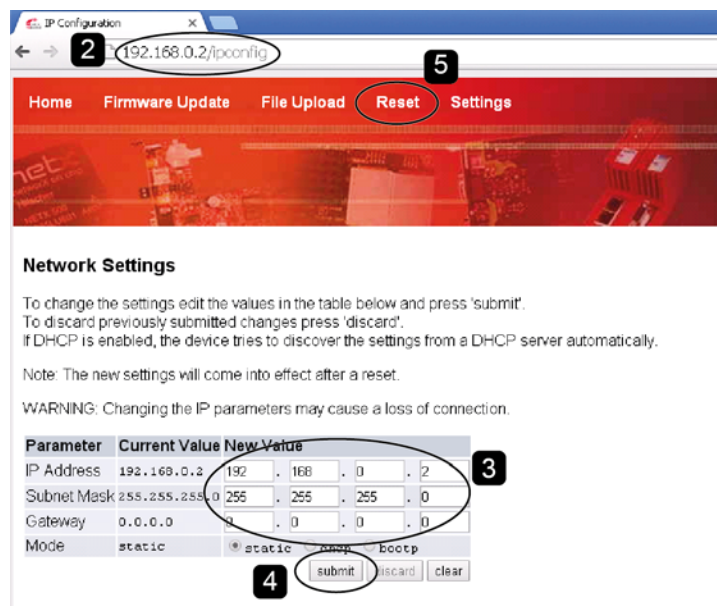 IP Configuration
2 192.168.0.2/ipconfig
5
Home Firmware Update File Upload Reset Settings
netx
Network Settings
To change the settings edit the values in the table below and press 'submit'.
To discard previously submitted changes press 'discard'.
If DHCP is enabled, the device tries to discover the settings from a DHCP server automatically.
Note: The new settings will come into effect after a reset.
WARNING: Changing the IP parameters may cause a loss of connection.
Parameter Current Value New Value
IP Address 192.168.0.2 192 . 168 . 0 . 2
3
Subnet Mask 255.255.255.0 255 . 255 . 255 . 0
Gateway 0.0.0.0 0 . 0 . 0 . 0
Mode static static dhcp bootp
4 submit discard clear